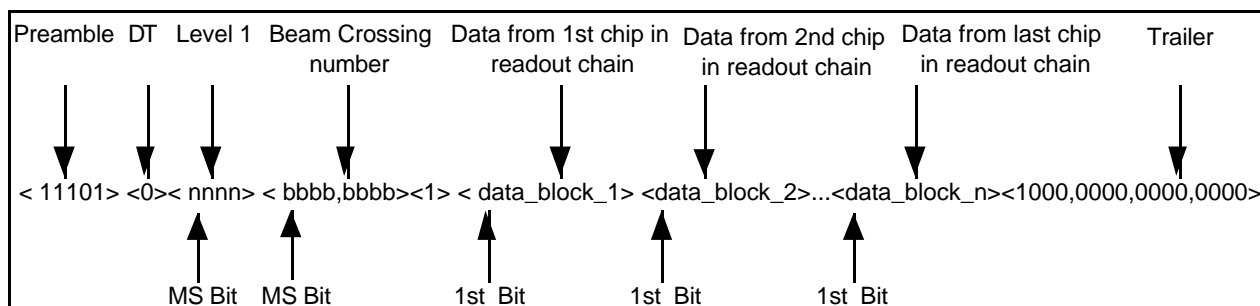 Preamble DT Level 1 Beam Crossing number Data from 1st chip in readout chain Data from 2nd chip in readout chain Data from last chip in readout chain Trailer
< 11101> <0>< nnnn> < bbbb,bbbb><1> < data_block_1> <data_block_2>...<data_block_n><1000,0000,0000,0000>
MS Bit MS Bit 1st Bit 1st Bit 1st Bit